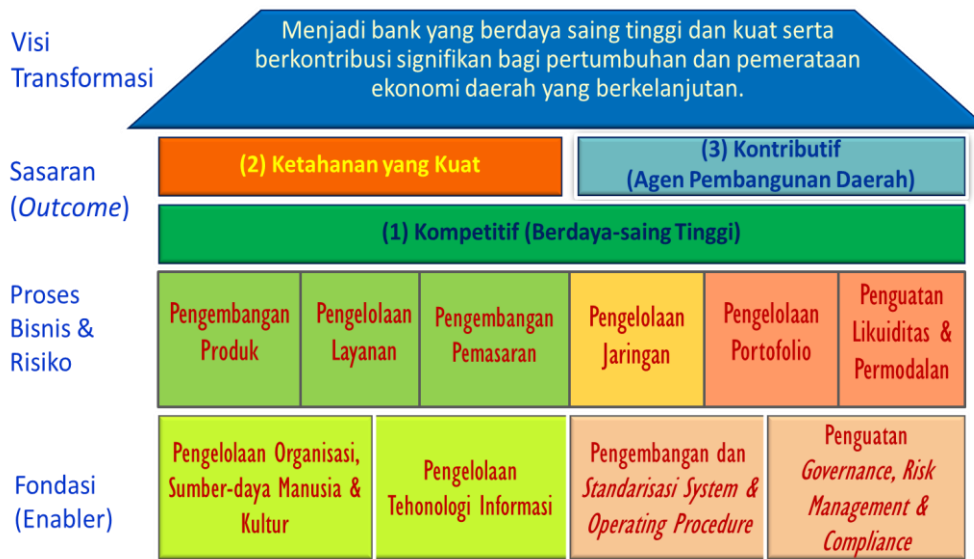 Visi
Transformasi
Menjadi bank yang berdaya saing tinggi dan kuat serta
berkontribusi signifikan bagi pertumbuhan dan pemerataan
ekonomi daerah yang berkelanjutan.
Sasaran
(Outcome)
(2) Ketahanan yang Kuat
(3) Kontributif
(Agen Pembangunan Daerah)
(1) Kompetitif (Berdaya-saing Tinggi)
Proses
Bisnis &
Risiko
Pengembangan
Produk
Pengelolaan
Layanan
Pengembangan
Pemasaran
Pengelolaan
Jaringan
Pengelolaan
Portofolio
Penguatan
Likuiditas &
Permodalan
Fondasi
(Enabler)
Pengelolaan Organisasi,
Sumber-daya Manusia &
Kultur
Pengelolaan
Tehonologi Informasi
Pengembangan dan
Standarisasi System &
Operating Procedure
Penguatan
Governance, Risk
Management &
Compliance